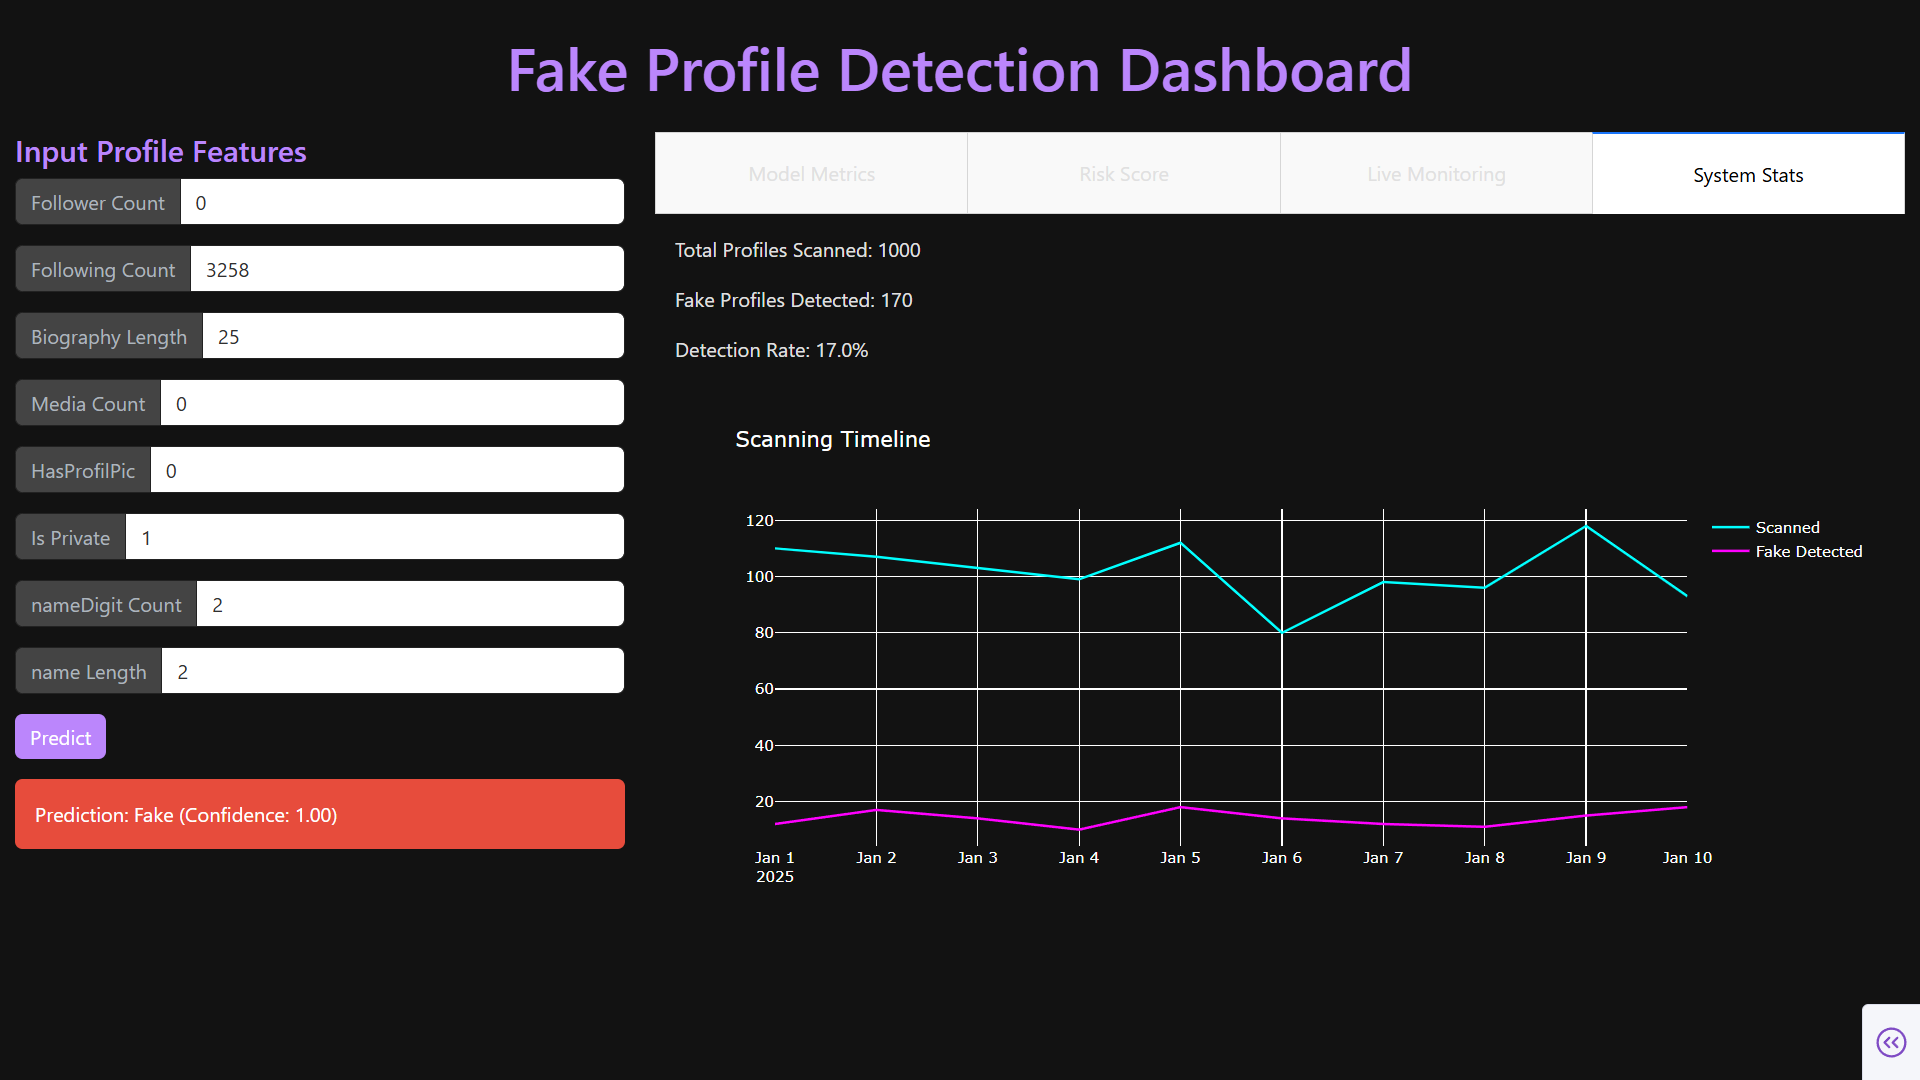 Fake Profile Detection Dashboard
Input Profile Features
Follower Count 0
Following Count 3258
Biography Length 25
Media Count 0
HasProfilPic 0
Is Private 1
nameDigit Count 2
name Length 2
Predict
Prediction: Fake (Confidence: 1.00)
Model Metrics Risk Score Live Monitoring System Stats
Total Profiles Scanned: 1000
Fake Profiles Detected: 170
Detection Rate: 17.0%
Scanning Timeline
120
100
80
60
40
20
Jan 1 Jan 2 Jan 3 Jan 4 Jan 5 Jan 6 Jan 7 Jan 8 Jan 9 Jan 10
2025
Scanned
Fake Detected